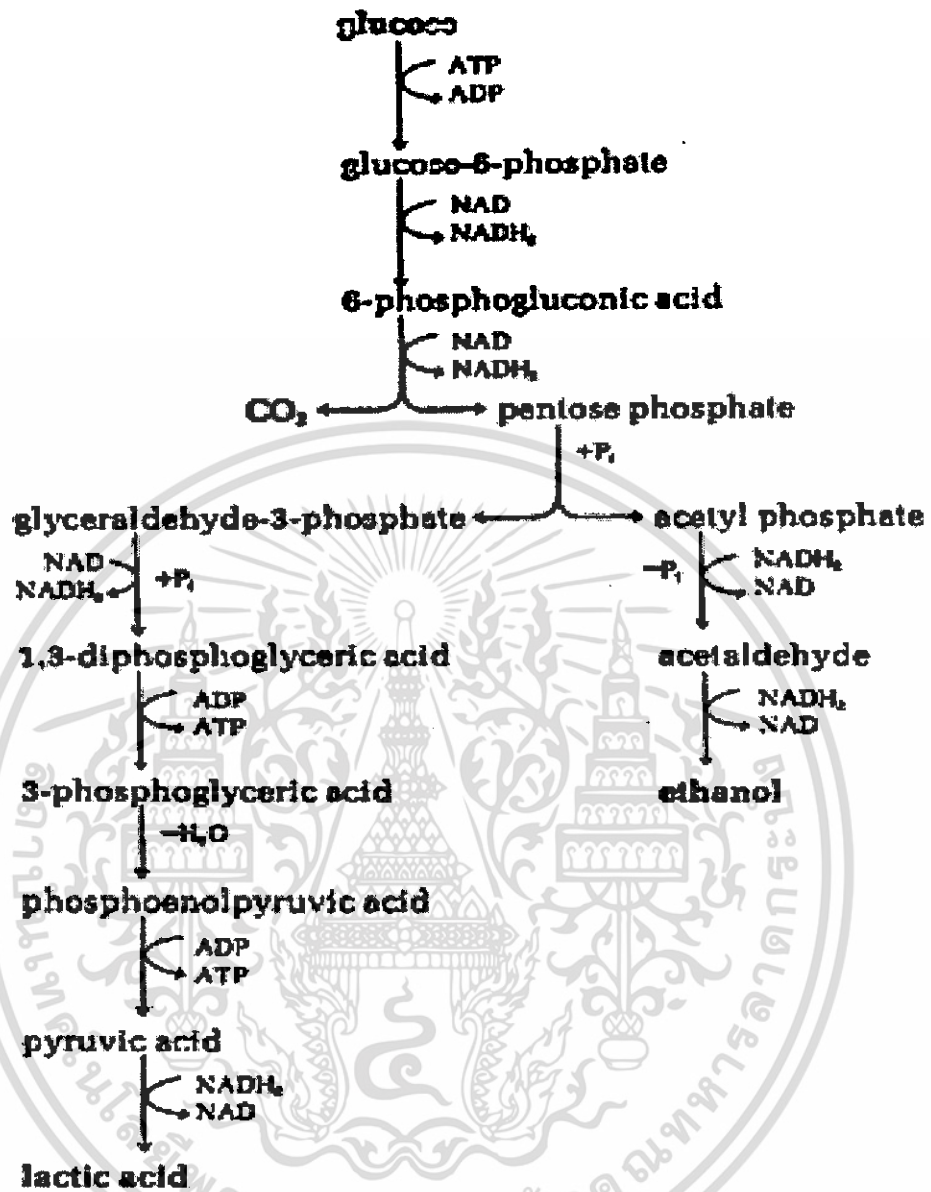 glucose
ATP
ADP
glucose-6-phosphate
NAD
NADH₂
6-phosphogluconic acid
NAD
NADH₂
CO₂ pentose phosphate
+Pᵢ
glyceraldehyde-3-phosphate acetyl phosphate
NAD +Pᵢ −Pᵢ NADH₂
NADH₂ NAD
1,3-diphosphoglyceric acid acetaldehyde
ADP NADH₂
ATP NAD
3-phosphoglyceric acid ethanol
−H₂O
phosphoenolpyruvic acid
ADP
ATP
pyruvic acid
NADH₂
NAD
lactic acid